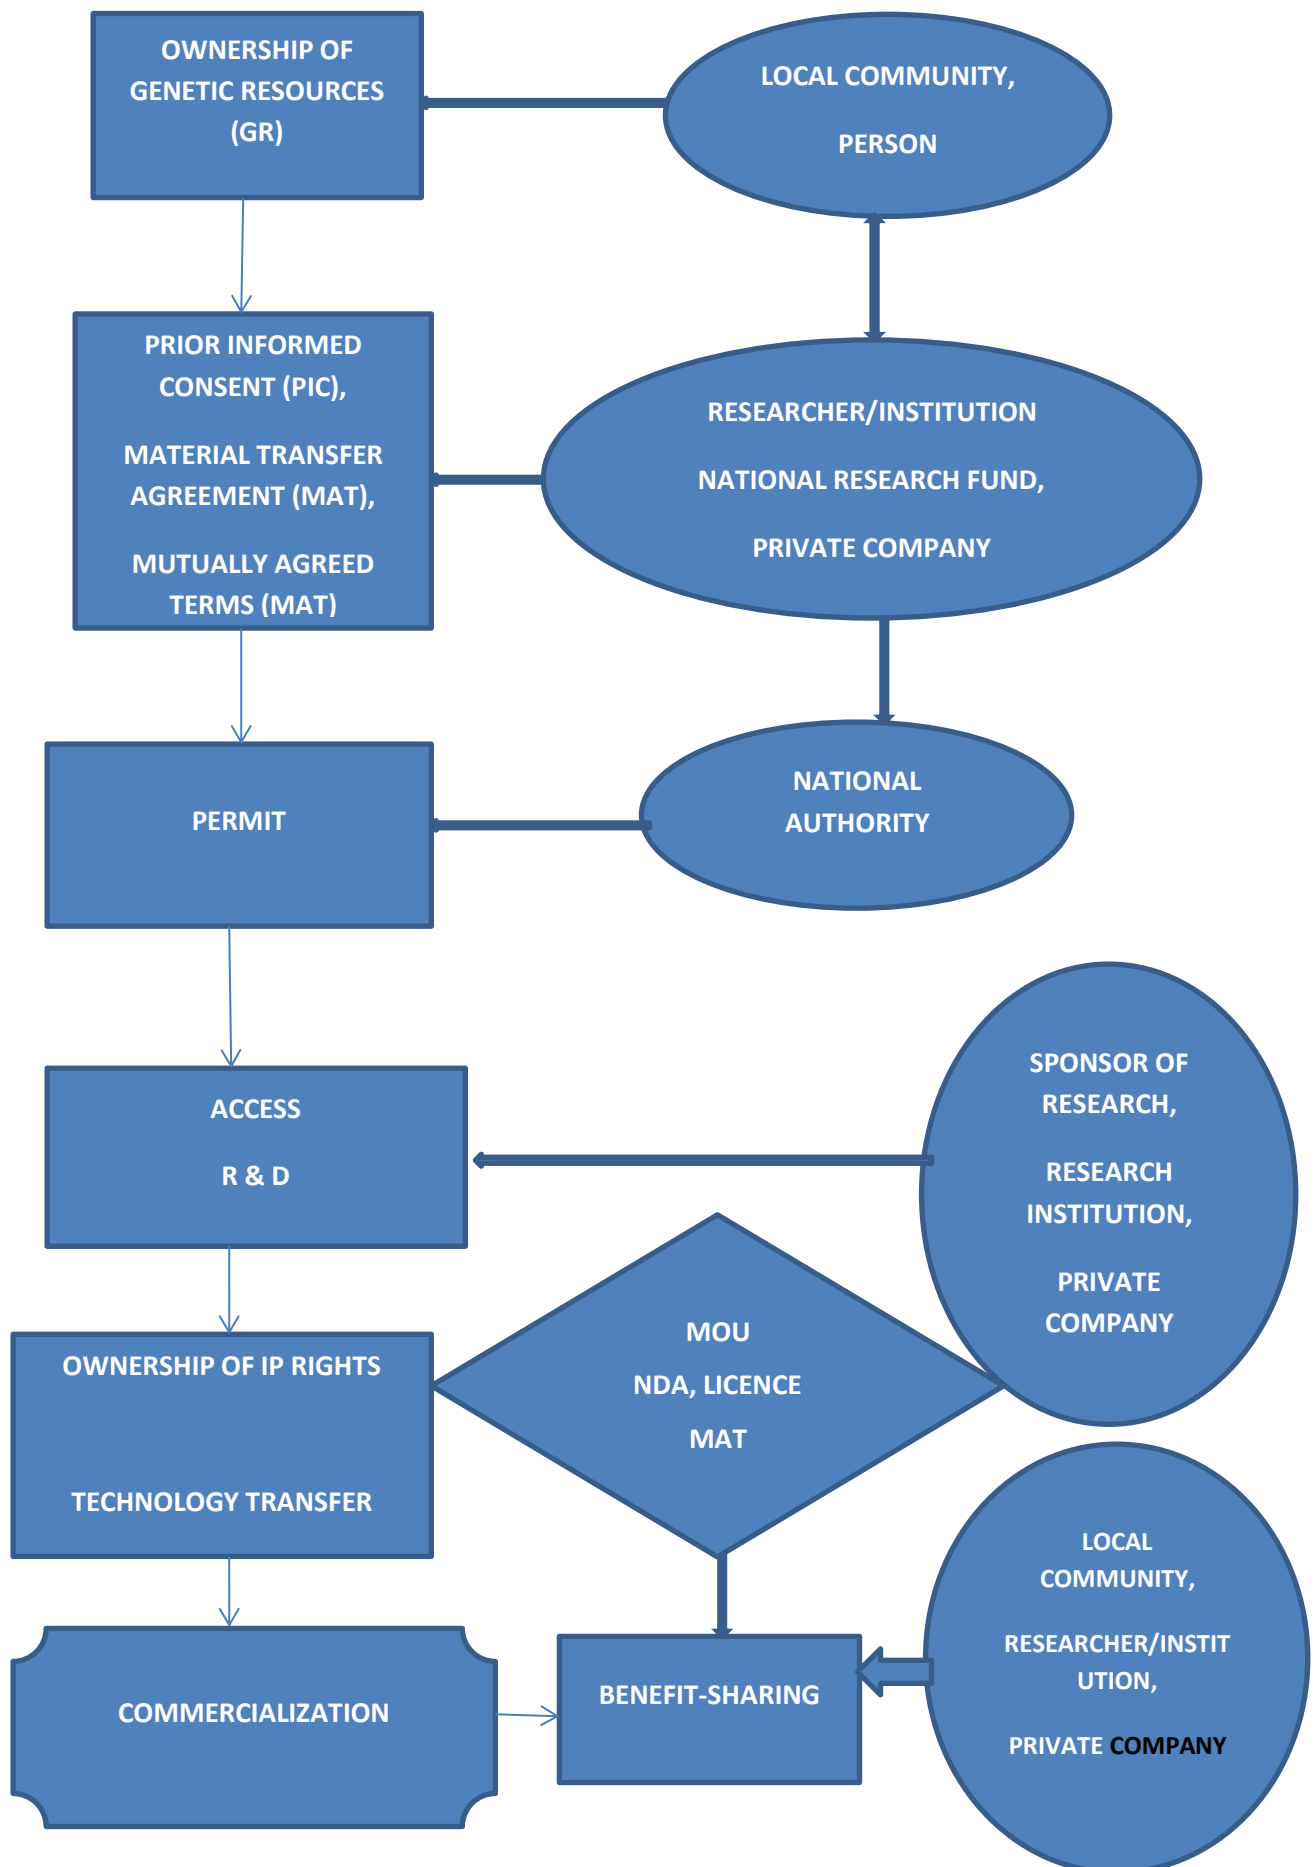 OWNERSHIP OF
GENETIC RESOURCES
(GR)
LOCAL COMMUNITY,
PERSON
PRIOR INFORMED
CONSENT (PIC),
MATERIAL TRANSFER
AGREEMENT (MAT),
MUTUALLY AGREED
TERMS (MAT)
RESEARCHER/INSTITUTION
NATIONAL RESEARCH FUND,
PRIVATE COMPANY
PERMIT
NATIONAL
AUTHORITY
ACCESS
R & D
SPONSOR OF
RESEARCH,
RESEARCH
INSTITUTION,
PRIVATE
COMPANY
OWNERSHIP OF IP RIGHTS
TECHNOLOGY TRANSFER
MOU
NDA, LICENCE
MAT
LOCAL
COMMUNITY,
RESEARCHER/INSTIT
UTION,
PRIVATE COMPANY
COMMERCIALIZATION
BENEFIT-SHARING